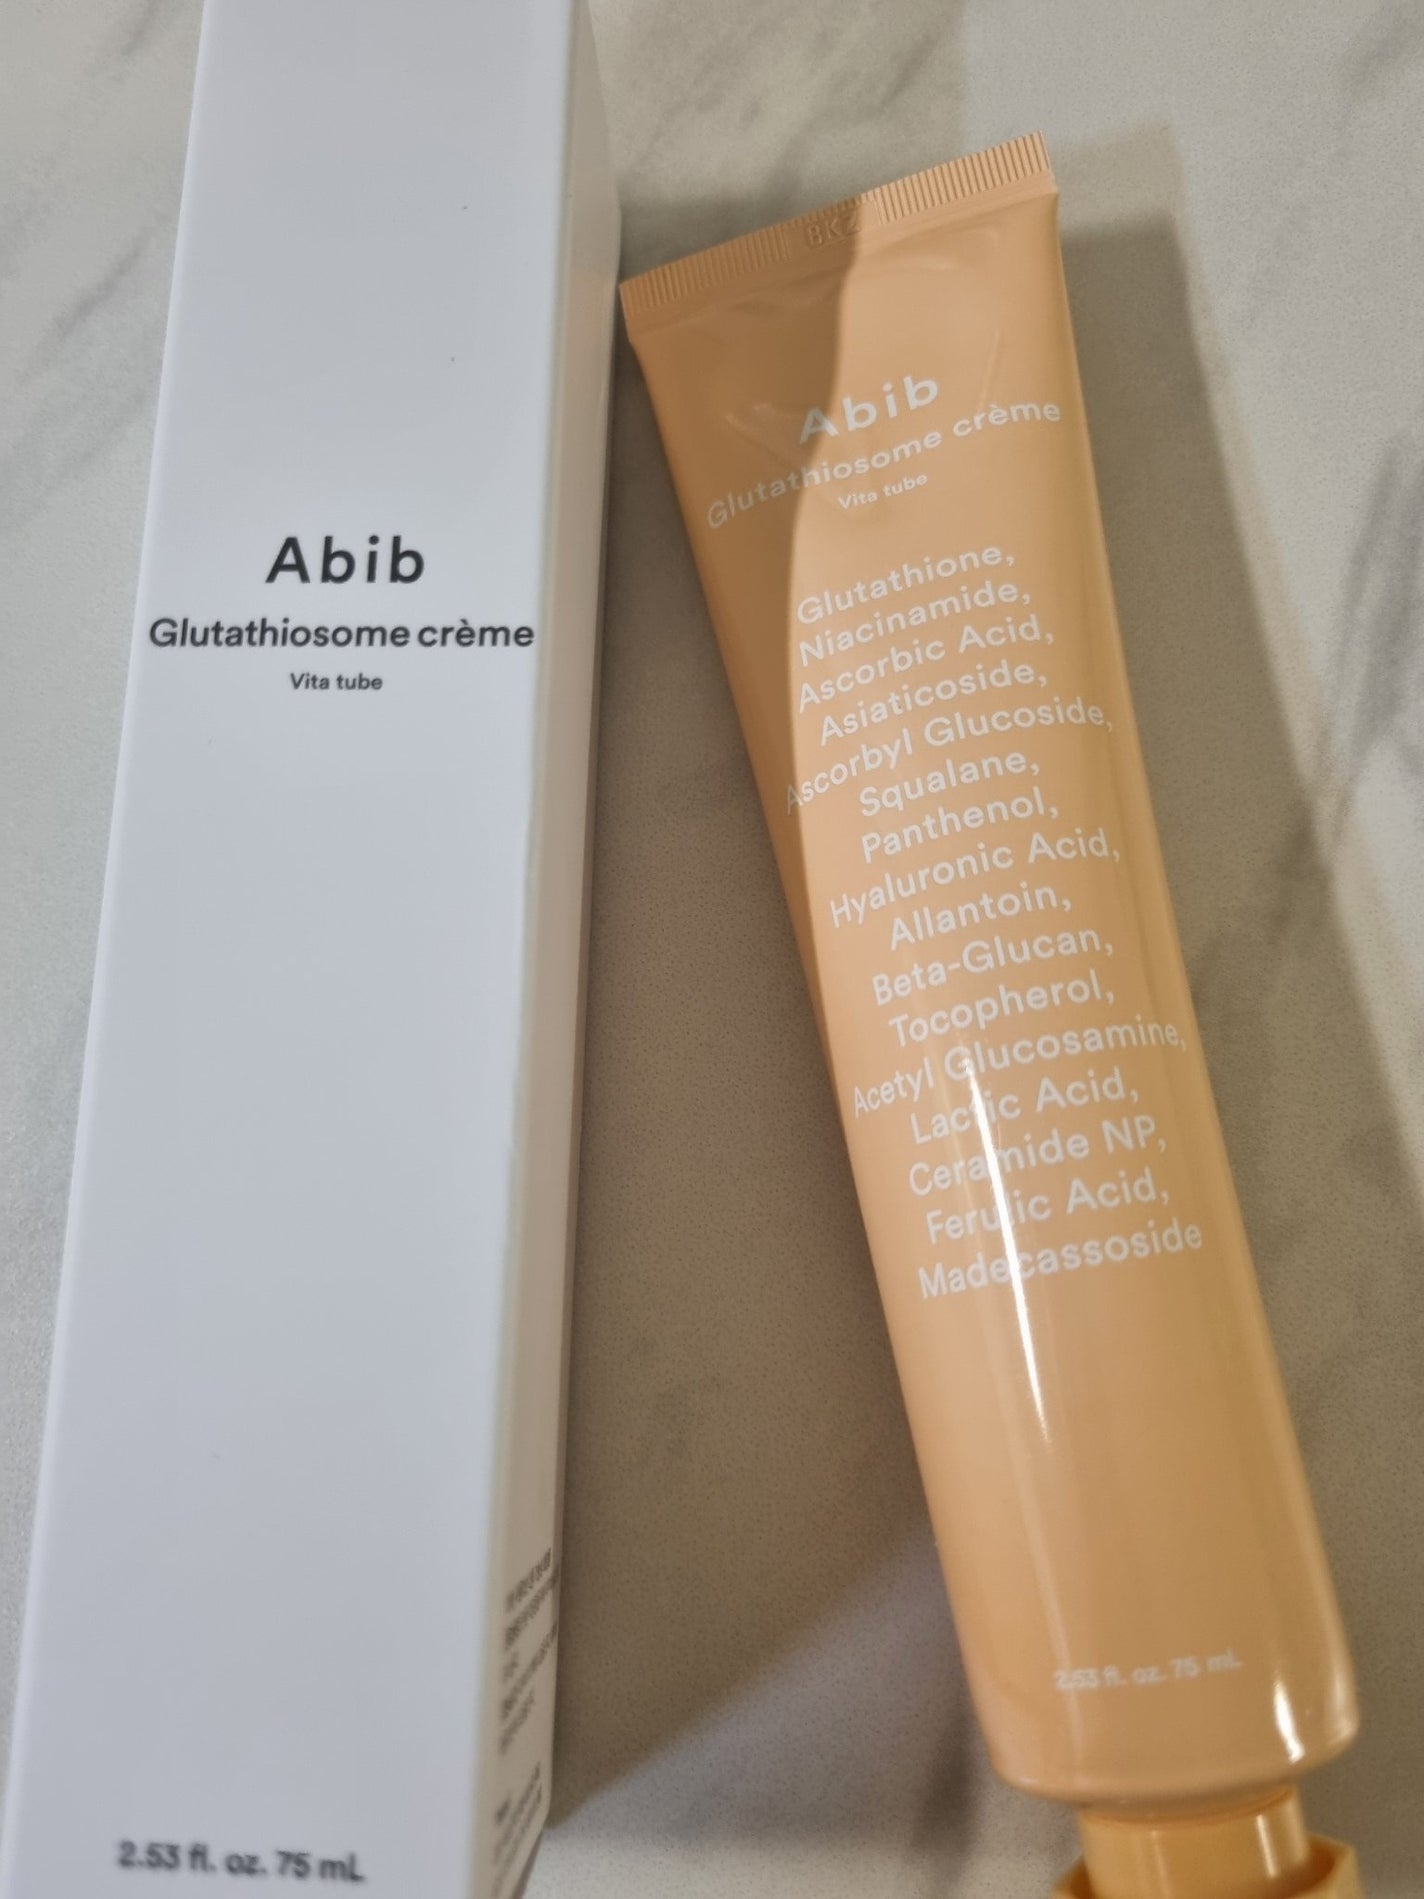 Abib
Glutathiosome crème
Vita tube
2.53 fl. oz. 75 mL
Abib
Glutathiosome crème
Vita tube
Glutathione,
Niacinamide,
Ascorbic Acid,
Asiaticoside,
Ascorbyl Glucoside,
Squalane,
Panthenol,
Hyaluronic Acid,
Allantoin,
Beta-Glucan,
Tocopherol,
Acetyl Glucosamine,
Lactic Acid,
Ceramide NP,
Ferulic Acid,
Madecassoside
2.53 fl. oz. 75 mL